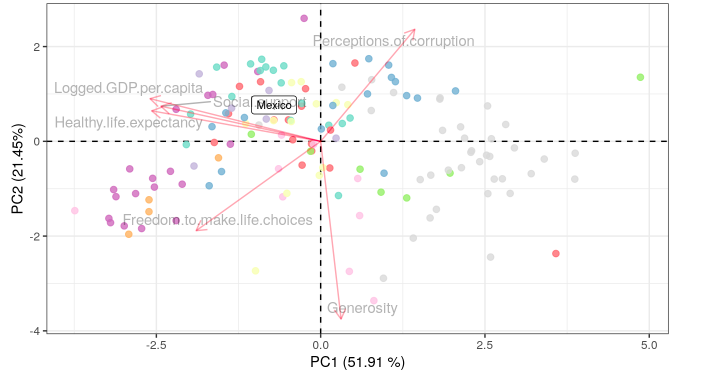 Perceptions.of.corruption
Logged.GDP.per.capita
Social.support
Mexico
Healthy.life.expectancy
Freedom.to.make.life.choices
Generosity
2
0
-2
-4
-2.5
0.0
2.5
5.0
PC1 (51.91 %)
PC2 (21.45%)